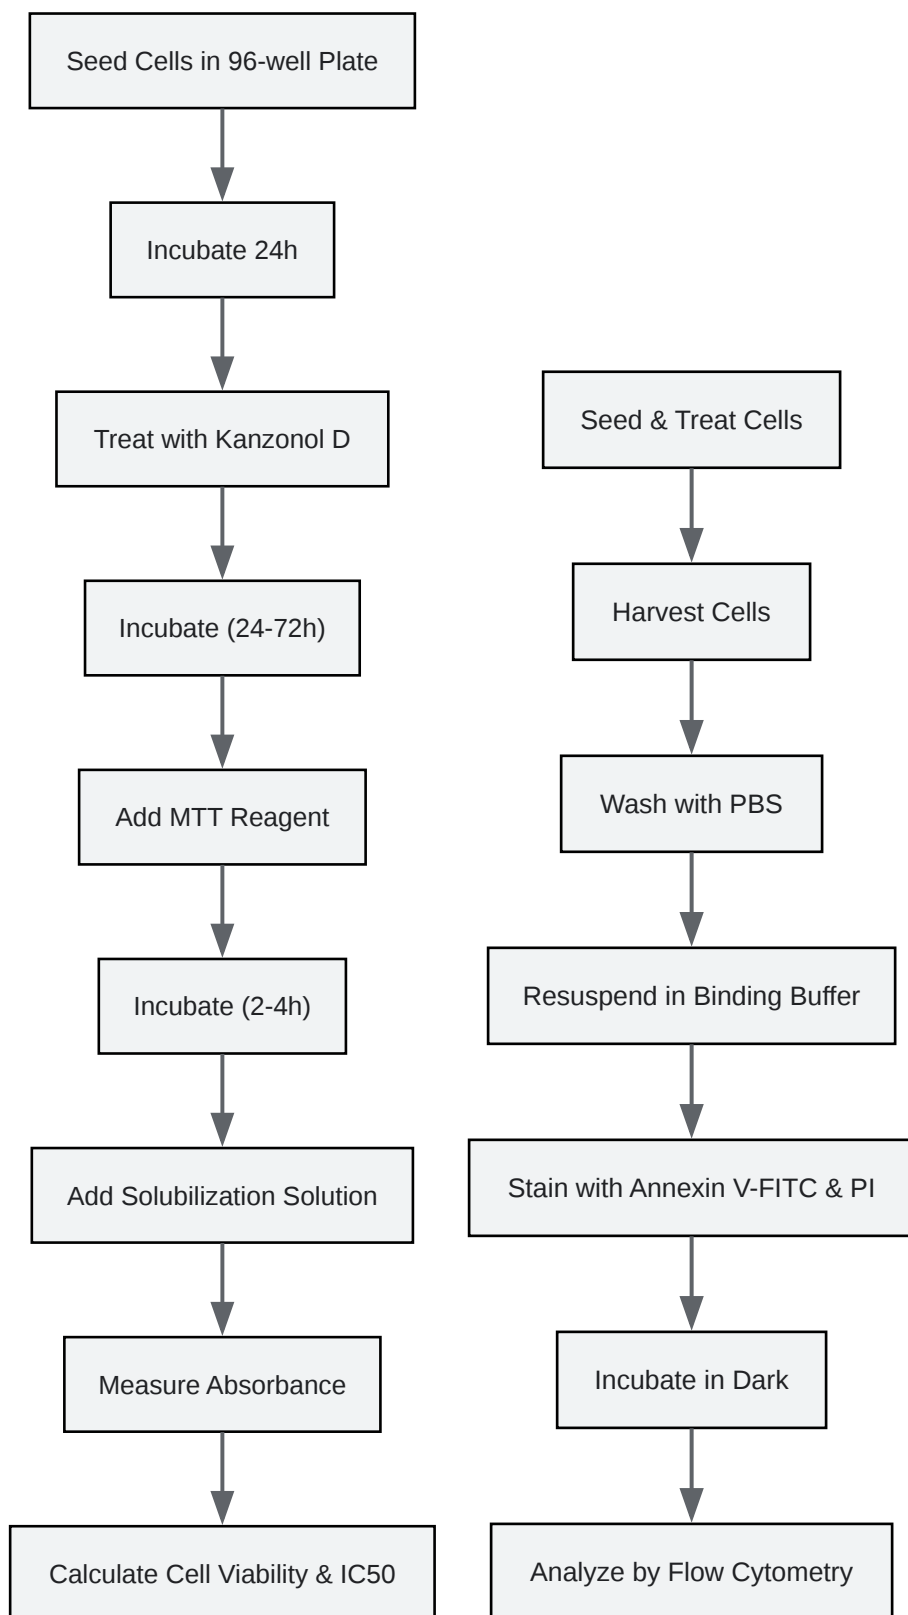 Seed Cells in 96-well Plate
Incubate 24h
Treat with Kanzonol D
Incubate (24-72h)
Add MTT Reagent
Incubate (2-4h)
Add Solubilization Solution
Measure Absorbance
Calculate Cell Viability & IC50
Seed & Treat Cells
Harvest Cells
Wash with PBS
Resuspend in Binding Buffer
Stain with Annexin V-FITC & PI
Incubate in Dark
Analyze by Flow Cytometry